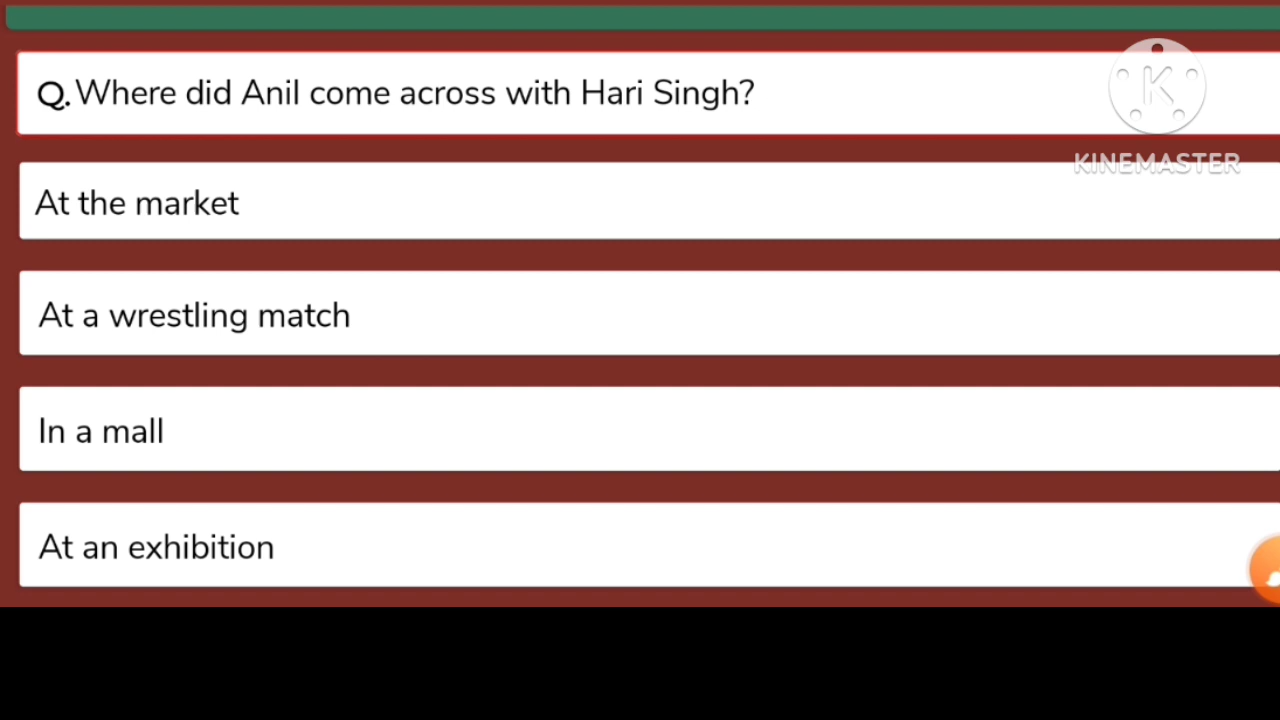 Q. Where did Anil come across with Hari Singh?
K
KINEMASTER
At the market
At a wrestling match
In a mall
At an exhibition